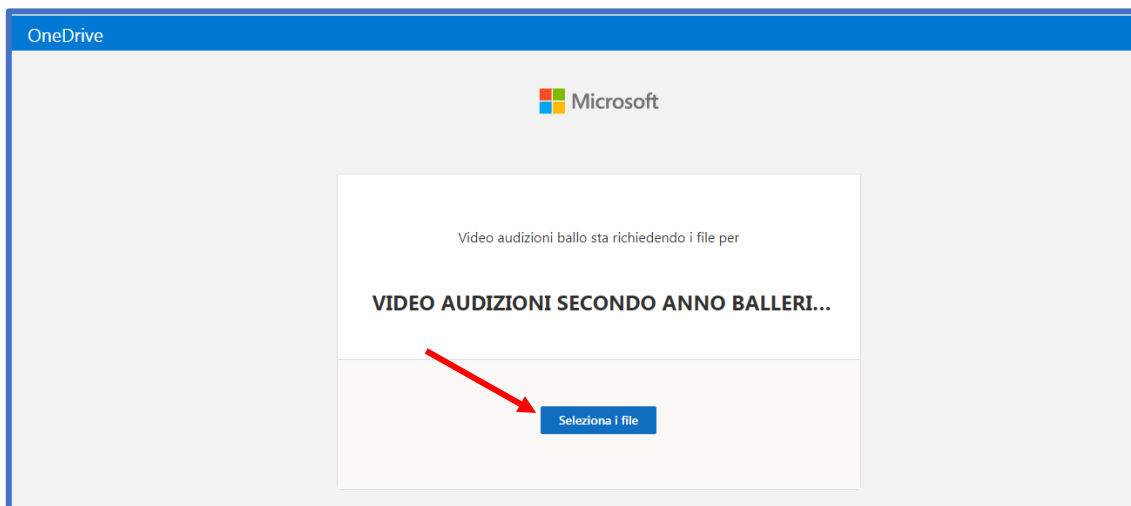 OneDrive
Microsoft
Video audizioni ballo sta richiedendo i file per
VIDEO AUDIZIONI SECONDO ANNO BALLERI...
Seleziona i file